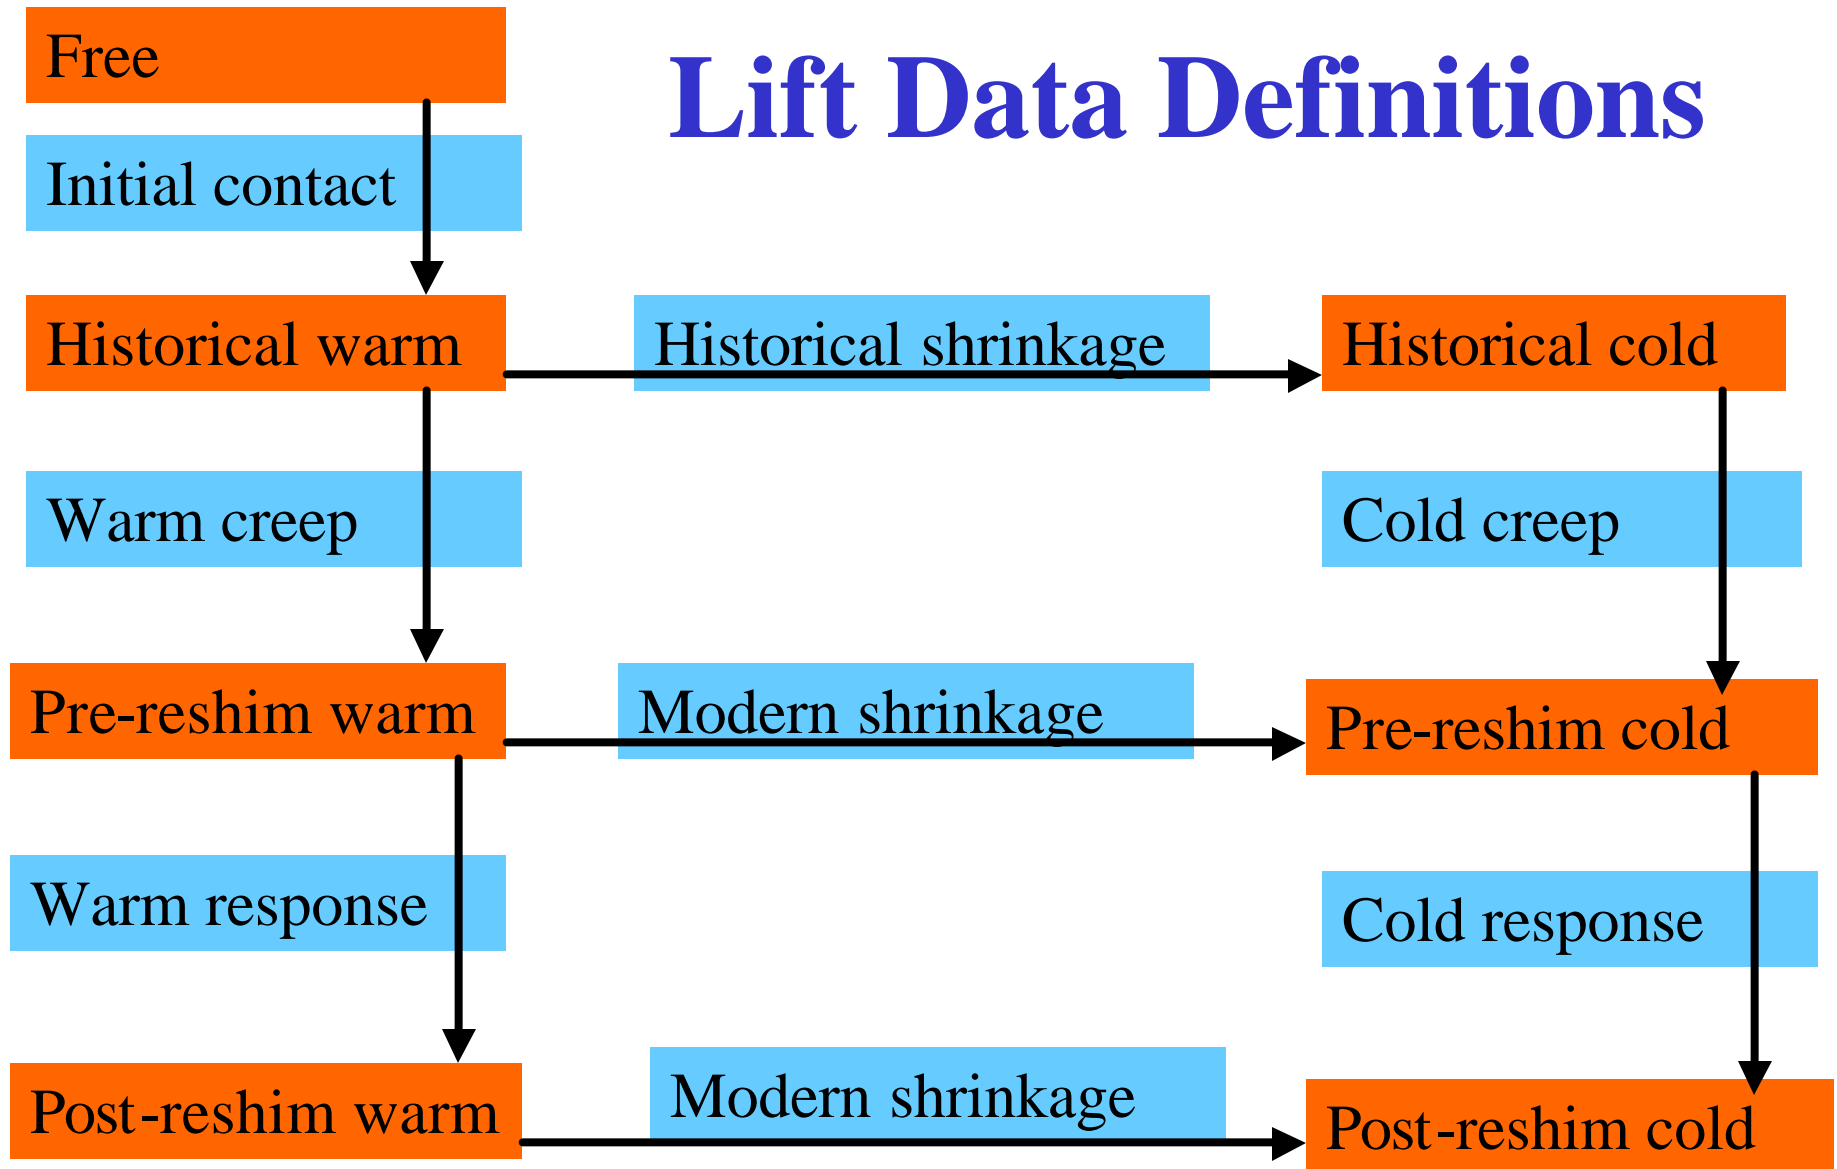 Free
Lift Data Definitions
Initial contact
Historical warm
Historical shrinkage
Historical cold
Warm creep
Cold creep
Pre-reshim warm
Modern shrinkage
Pre-reshim cold
Warm response
Cold response
Post-reshim warm
Modern shrinkage
Post-reshim cold